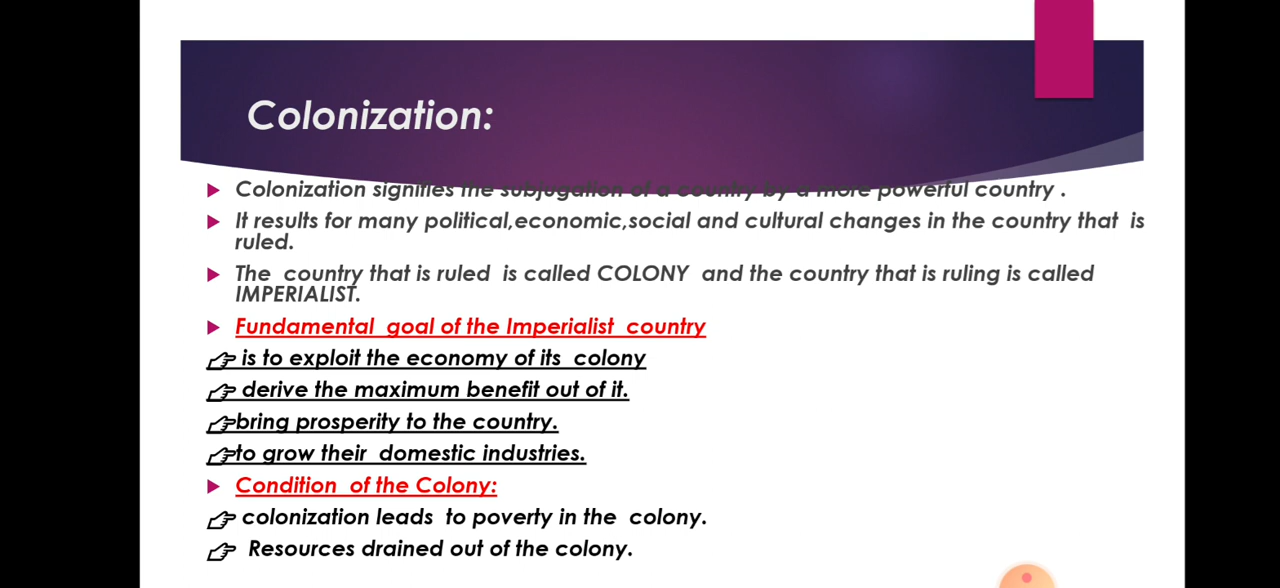 Colonization:
Colonization signifies the subjugation of a country by a more powerful country .
It results for many political,economic,social and cultural changes in the country that is
ruled.
The country that is ruled is called COLONY and the country that is ruling is called
IMPERIALIST.
Fundamental goal of the Imperialist country
is to exploit the economy of its colony
derive the maximum benefit out of it.
bring prosperity to the country.
to grow their domestic industries.
Condition of the Colony:
colonization leads to poverty in the colony.
Resources drained out of the colony.